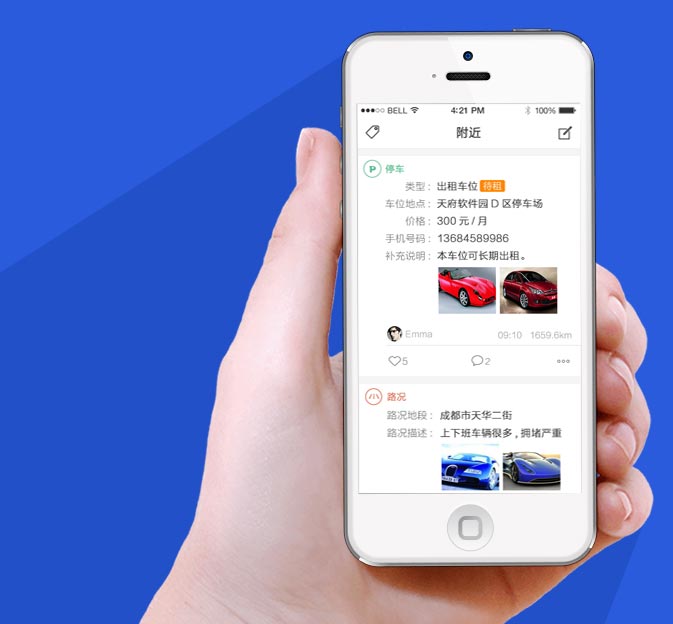 BELL 4:21 PM 100%
附近
P 停车
类型： 出租车位 待租
车位地点： 天府软件园 D 区停车场
价格： 300 元 / 月
手机号码： 13684589986
补充说明： 本车位可长期出租。
Emma 09:10 1659.6km
5 2
路况
路况地段： 成都市天华二街
路况描述： 上下班车辆很多 , 拥堵严重